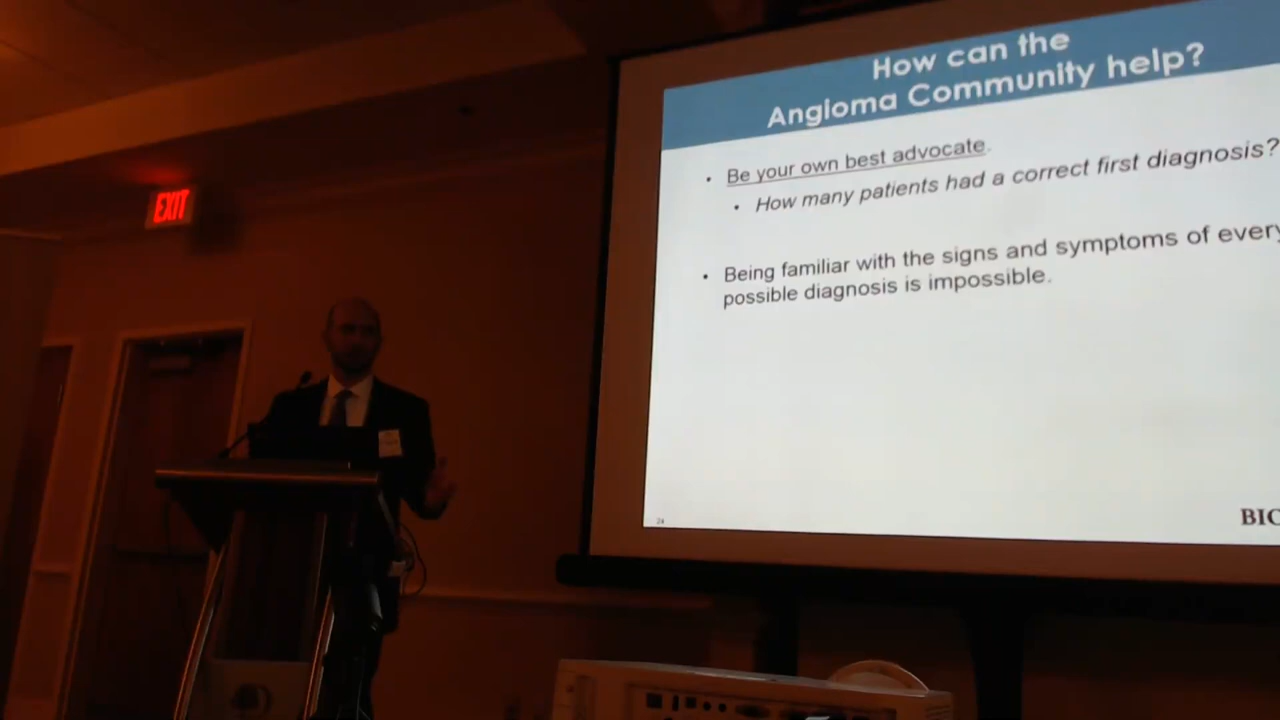 How can the
Angioma Community help?
• Be your own best advocate.
• How many patients had a correct first diagnosis?
• Being familiar with the signs and symptoms of every
possible diagnosis is impossible.
EXIT
24
BIO